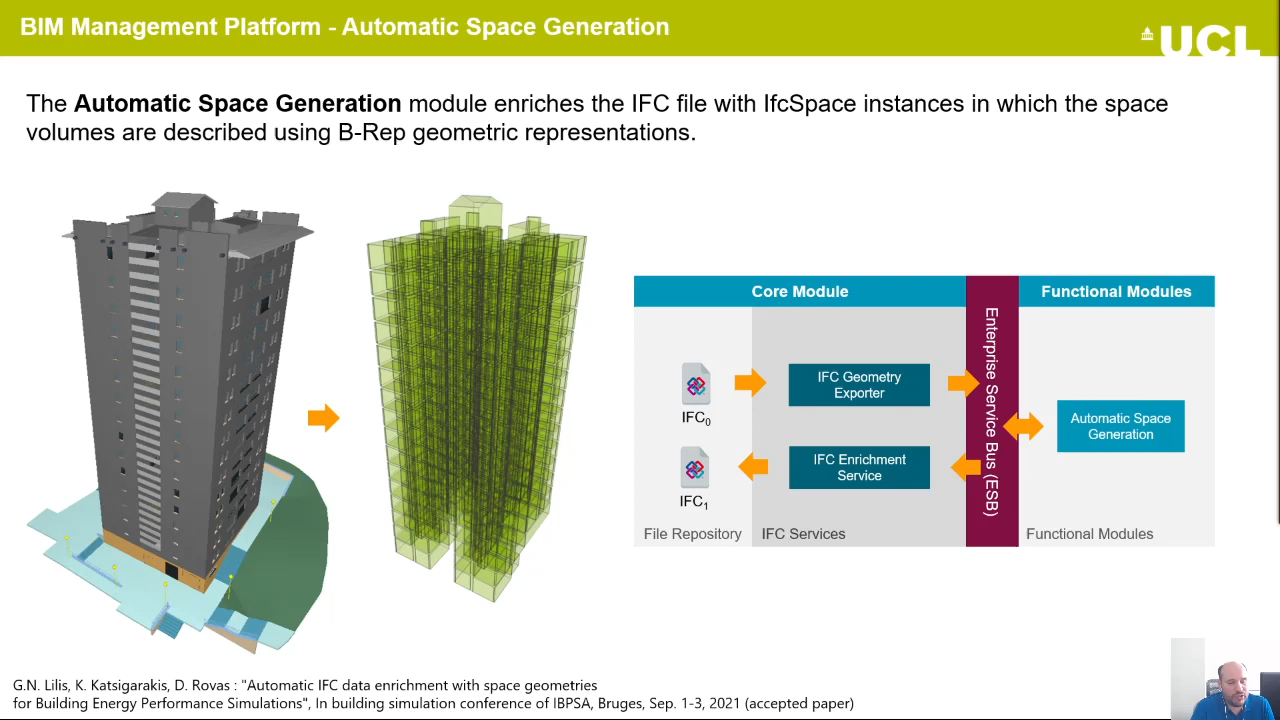 BIM Management Platform - Automatic Space Generation
UCL
The Automatic Space Generation module enriches the IFC file with IfcSpace instances in which the space
volumes are described using B-Rep geometric representations.
Core Module
Functional Modules
Enterprise Service Bus (ESB)
IFC Geometry
Exporter
IFC₀
Automatic Space
Generation
IFC Enrichment
Service
IFC₁
File Repository
IFC Services
Functional Modules
G.N. Lilis, K. Katsigarakis, D. Rovas : "Automatic IFC data enrichment with space geometries
for Building Energy Performance Simulations", In building simulation conference of IBPSA, Bruges, Sep. 1-3, 2021 (accepted paper)